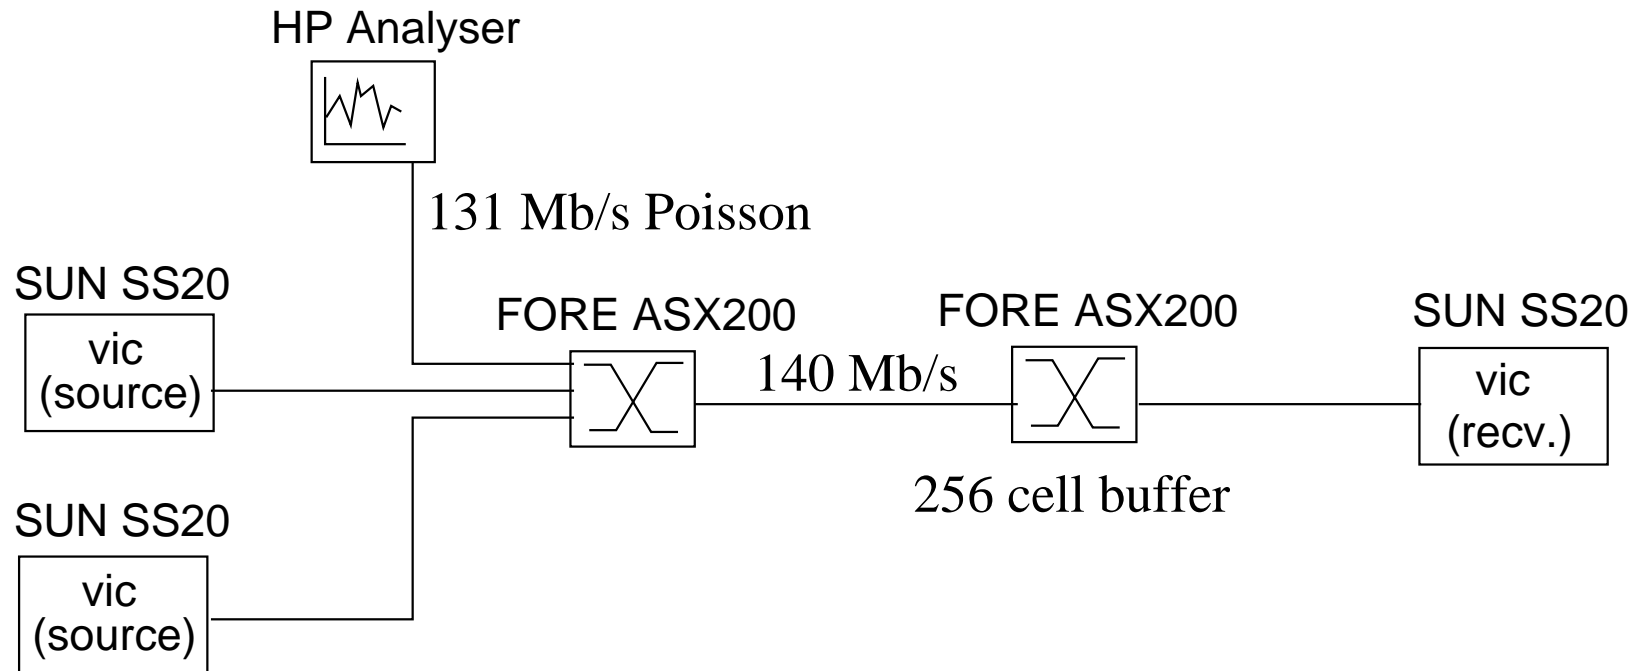 HP Analyser
131 Mb/s Poisson
SUN SS20
vic
(source)
FORE ASX200
140 Mb/s
FORE ASX200
256 cell buffer
SUN SS20
vic
(recv.)
SUN SS20
vic
(source)